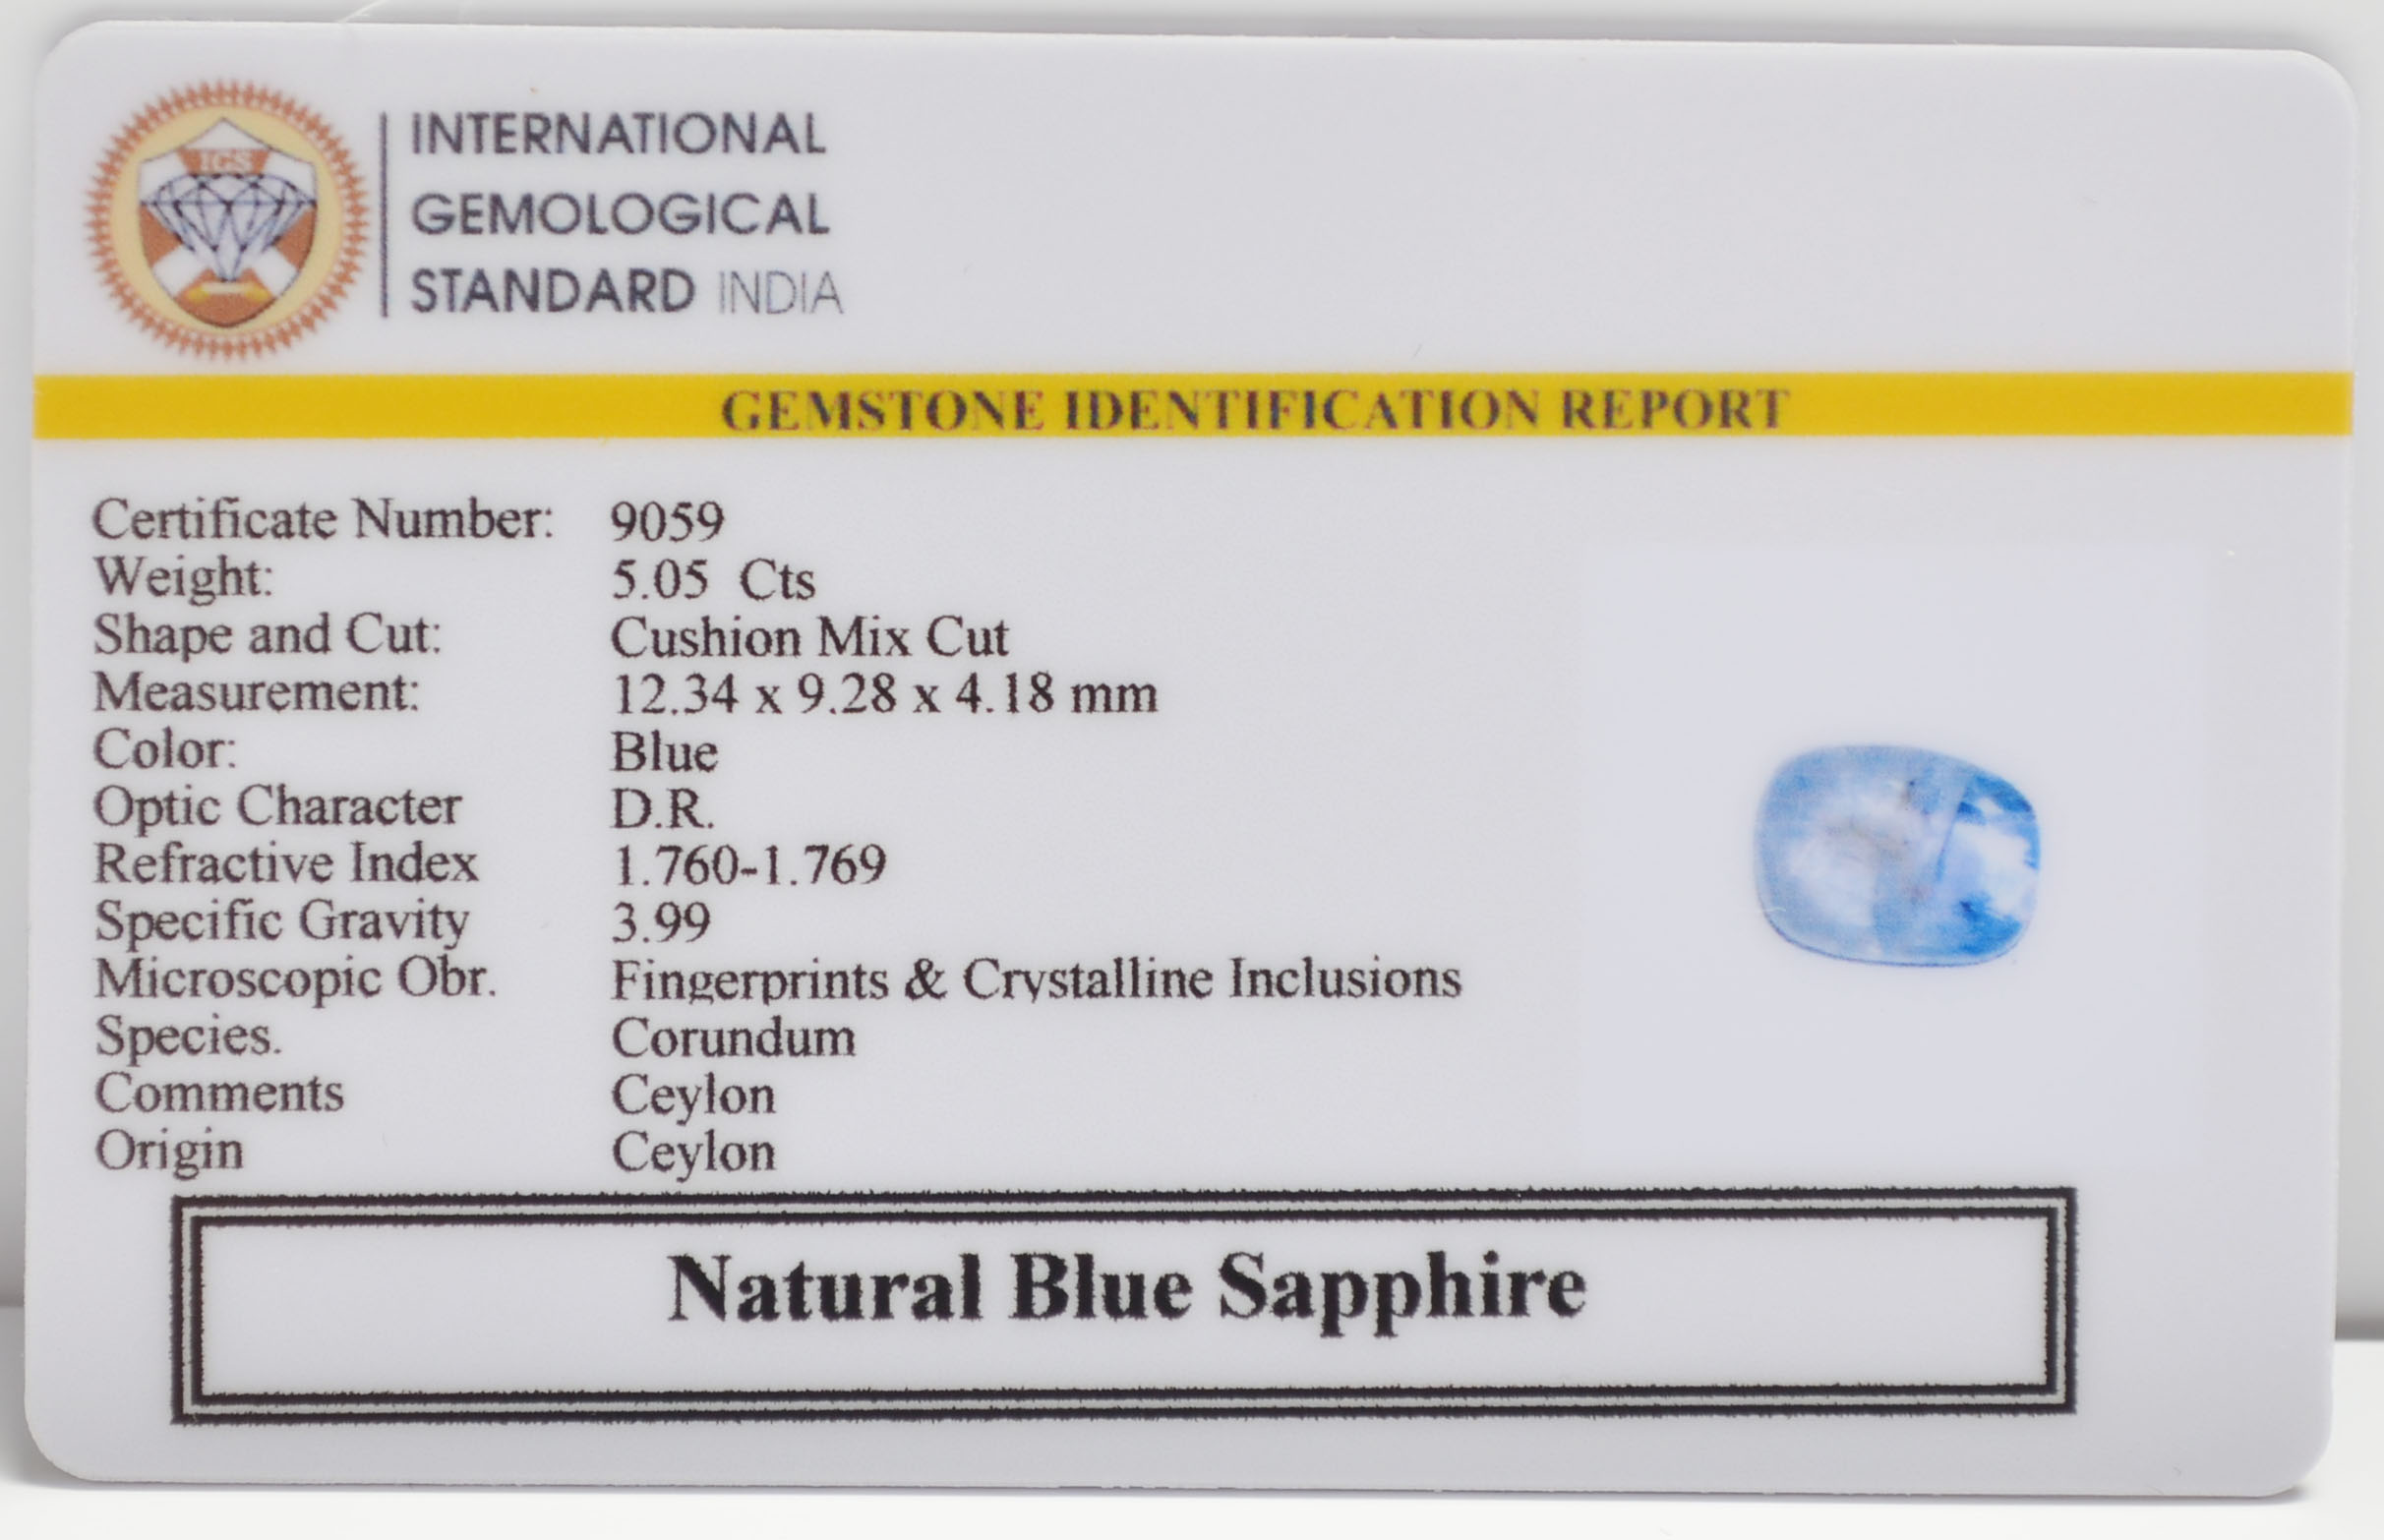 IGS
INTERNATIONAL
GEMOLOGICAL
STANDARD INDIA
GEMSTONE IDENTIFICATION REPORT
Certificate Number: 9059
Weight: 5.05 Cts
Shape and Cut: Cushion Mix Cut
Measurement: 12.34 x 9.28 x 4.18 mm
Color: Blue
Optic Character D.R.
Refractive Index 1.760-1.769
Specific Gravity 3.99
Microscopic Obr. Fingerprints & Crystalline Inclusions
Species. Corundum
Comments Ceylon
Origin Ceylon
Natural Blue Sapphire